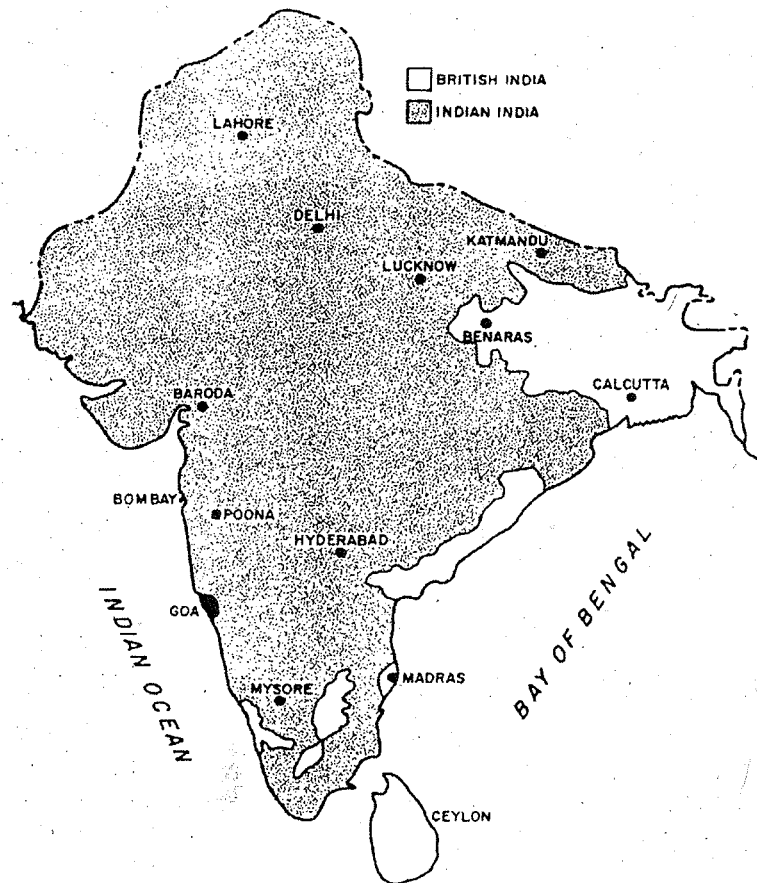 BRITISH INDIA
INDIAN INDIA
LAHORE
DELHI
KATMANDU
LUCKNOW
BENARAS
CALCUTTA
BARODA
BOMBAY
POONA
HYDERABAD
GOA
INDIAN OCEAN
BAY OF BENGAL
MADRAS
MYSORE
CEYLON